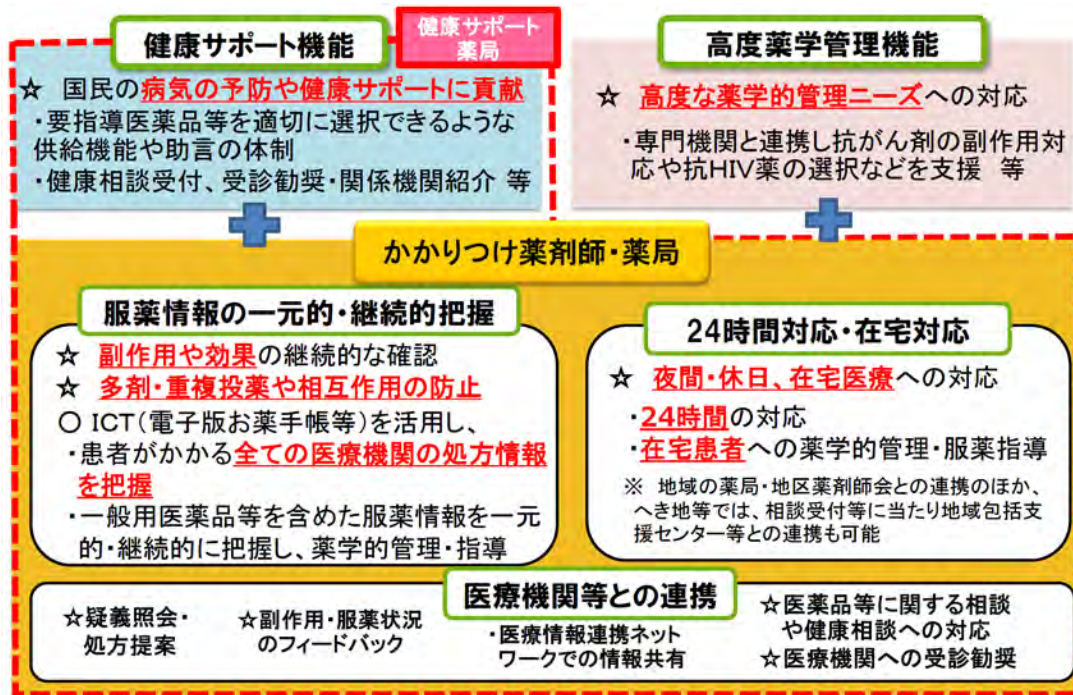 健康サポート機能
健康サポート
薬局
☆ 国民の病気の予防や健康サポートに貢献
・要指導医薬品等を適切に選択できるような
供給機能や助言の体制
・健康相談受付、受診勧奨・関係機関紹介 等
高度薬学管理機能
☆ 高度な薬学的管理ニーズへの対応
・専門機関と連携し抗がん剤の副作用対
応や抗HIV薬の選択などを支援 等
かかりつけ薬剤師・薬局
服薬情報の一元的・継続的把握
☆ 副作用や効果の継続的な確認
☆ 多剤・重複投薬や相互作用の防止
○ ICT(電子版お薬手帳等)を活用し、
・患者がかかる全ての医療機関の処方情報
を把握
・一般用医薬品等を含めた服薬情報を一元
的・継続的に把握し、薬学的管理・指導
24時間対応・在宅対応
☆ 夜間・休日、在宅医療への対応
・24時間の対応
・在宅患者への薬学的管理・服薬指導
※ 地域の薬局・地区薬剤師会との連携のほか、
へき地等では、相談受付等に当たり地域包括支
援センター等との連携も可能
医療機関等との連携
☆疑義照会・
処方提案
☆副作用・服薬状況
のフィードバック
・医療情報連携ネット
ワークでの情報共有
☆医薬品等に関する相談
や健康相談への対応
☆医療機関への受診勧奨